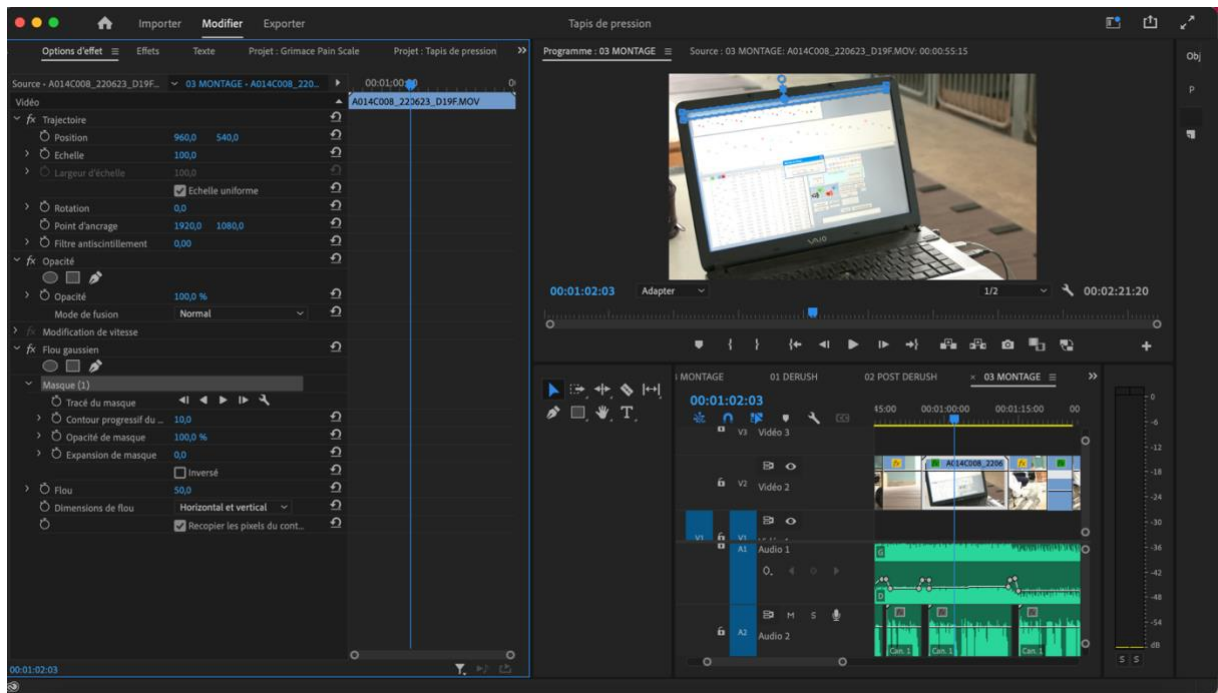 Importer Modifier Exporter
Tapis de pression
Options d'effet Effets Texte Projet : Grimace Pain Scale Projet : Tapis de pression
Source - A014C008_220623_D19F... 03 MONTAGE - A014C008_220...
Vidéo
A014C008_220623_D19F.MOV
fx Trajectoire
Position 960,0 540,0
Echelle 100,0
Largeur d'échelle 100,0
Echelle uniforme
Rotation 0,0
Point d'ancrage 1920,0 1080,0
Filtre antiscintillement 0,00
fx Opacité
Opacité 100,0 %
Mode de fusion Normal
fx Modification de vitesse
fx Flou gaussien
Masque (1)
Tracé du masque
Contour progressif du ... 10,0
Opacité de masque 100,0 %
Expansion de masque 0,0
Inversé
Flou 50,0
Dimensions de flou Horizontal et vertical
Recopier les pixels du cont...
00:01:02:03
Programme : 03 MONTAGE Source : 03 MONTAGE: A014C008_220623_D19F.MOV: 00:00:55:15
VAIO
00:01:02:03 Adapter 1/2 00:02:21:20
Obj
P
MONTAGE 01 DERUSH 02 POST DERUSH × 03 MONTAGE
00:01:02:03
45:00 00:01:00:00 00:01:15:00 00
V3 Vidéo 3
V2 Vidéo 2
V1 V1
A1 Audio 1
A2 Audio 2
M S
fx fx A014C008_2206 fx fx
G
D
Can. 1 Can. 1 Can. 1
0
-6
-12
-18
-24
-30
-36
-42
-48
-54
dB
S S